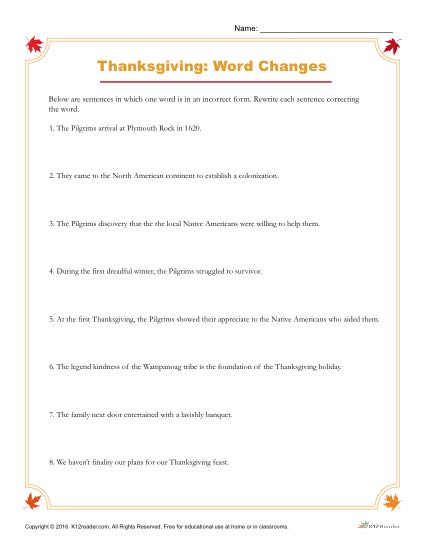 Name: ____________________
Thanksgiving: Word Changes
Below are sentences in which one word is in an incorrect form. Rewrite each sentence correcting
the word.
1. The Pilgrims arrival at Plymouth Rock in 1620.
2. They came to the North American continent to establish a colonization.
3. The Pilgrims discovery that the the local Native Americans were willing to help them.
4. During the first dreadful winter, the Pilgrims struggled to survivor.
5. At the first Thanksgiving, the Pilgrims showed their appreciate to the Native Americans who aided them.
6. The legend kindness of the Wampanoag tribe is the foundation of the Thanksgiving holiday.
7. The family next door entertained with a lavishly banquet.
8. We haven't finality our plans for our Thanksgiving feast.
Copyright © 2016 K12reader.com. All Rights Reserved. Free for educational use at home or in classrooms.
K12Reader